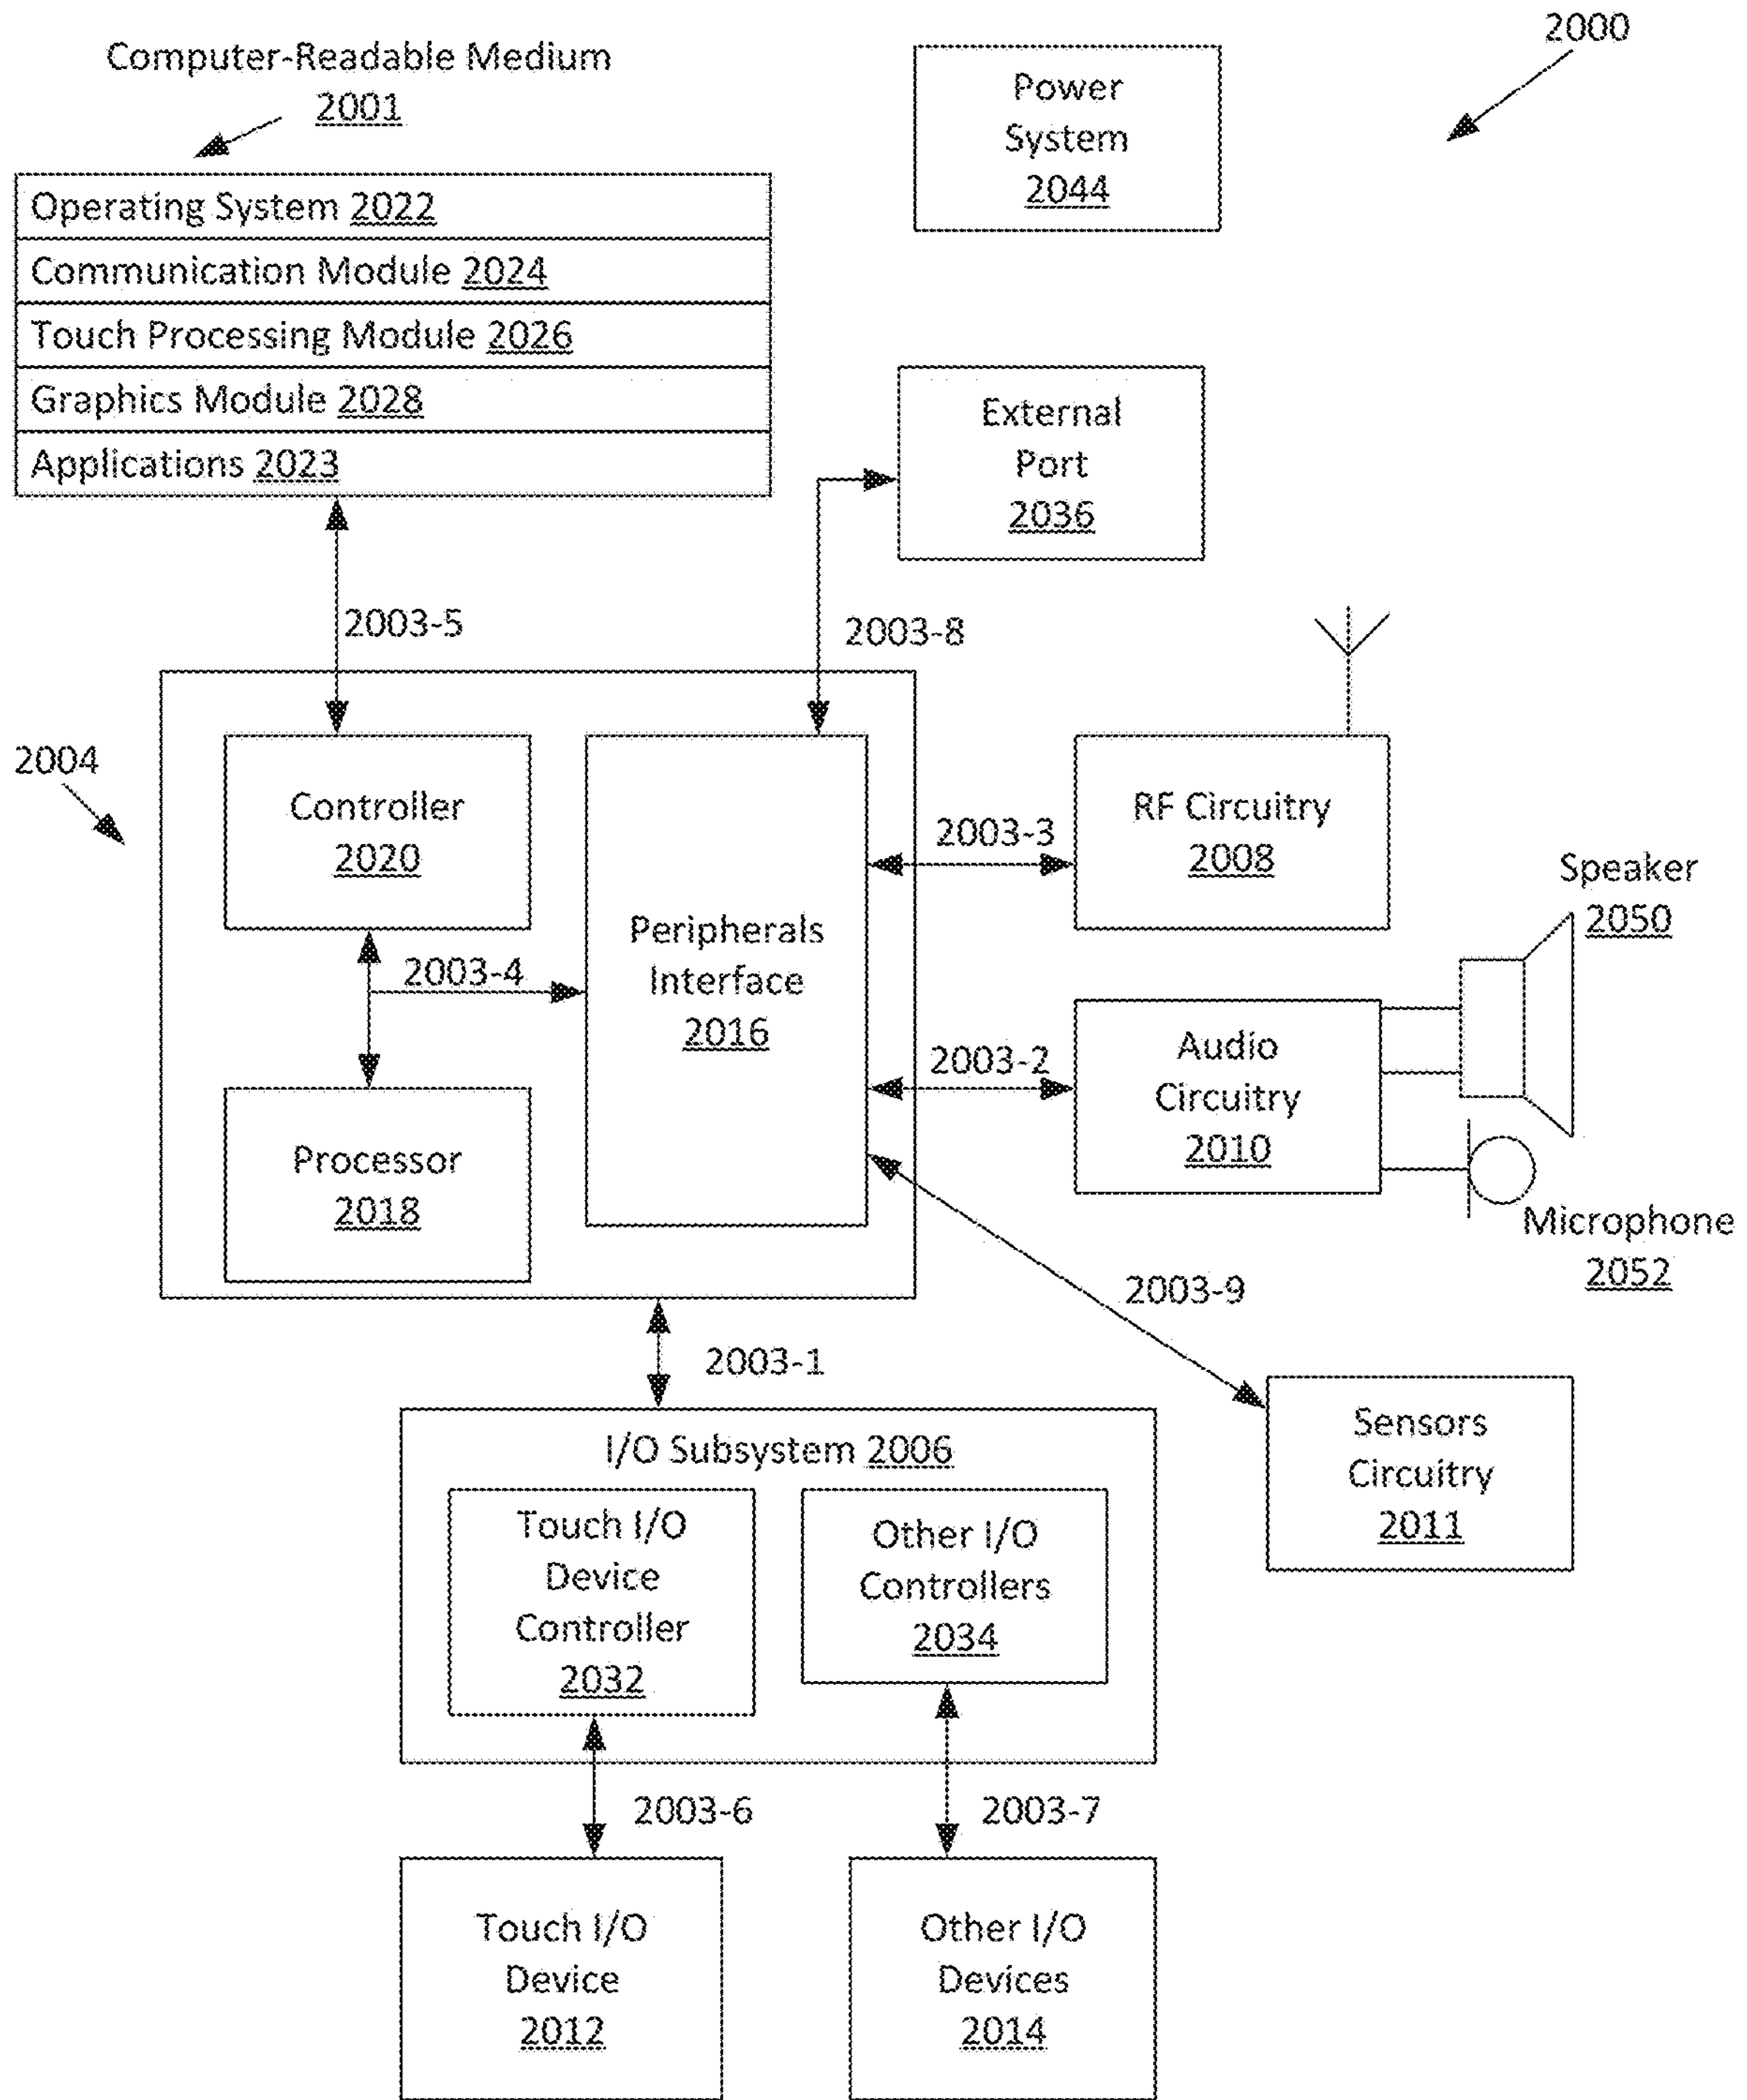 2000
Computer-Readable Medium
2001
Power
System
2044
Operating System 2022
Communication Module 2024
Touch Processing Module 2026
Graphics Module 2028
Applications 2023
External
Port
2036
2003-5
2003-8
2004
Controller
2020
Peripherals
Interface
2016
2003-4
Processor
2018
2003-3
RF Circuitry
2008
Speaker
2050
2003-2
Audio
Circuitry
2010
Microphone
2052
2003-9
2003-1
Sensors
Circuitry
2011
I/O Subsystem 2006
Touch I/O
Device
Controller
2032
Other I/O
Controllers
2034
2003-6
2003-7
Touch I/O
Device
2012
Other I/O
Devices
2014